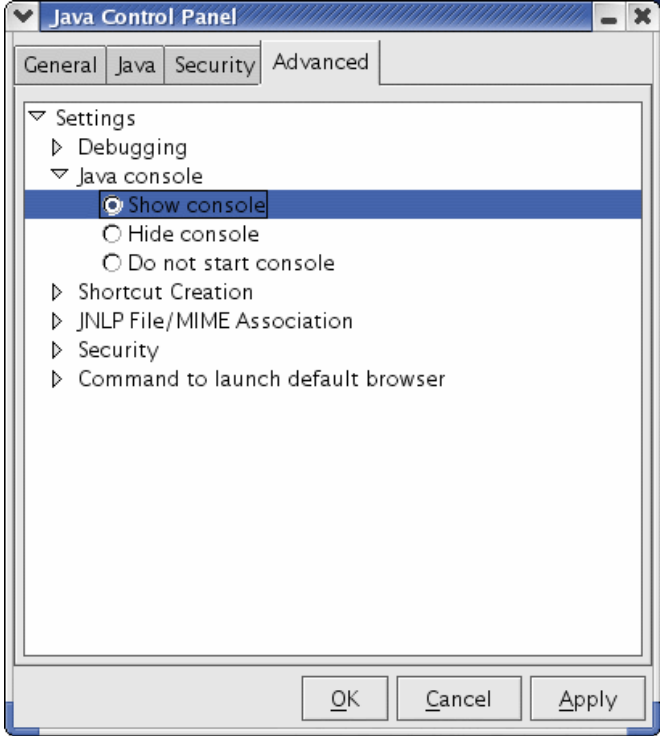 Java Control Panel
General Java Security Advanced
Settings
Debugging
Java console
Show console
Hide console
Do not start console
Shortcut Creation
JNLP File/MIME Association
Security
Command to launch default browser
OK Cancel Apply